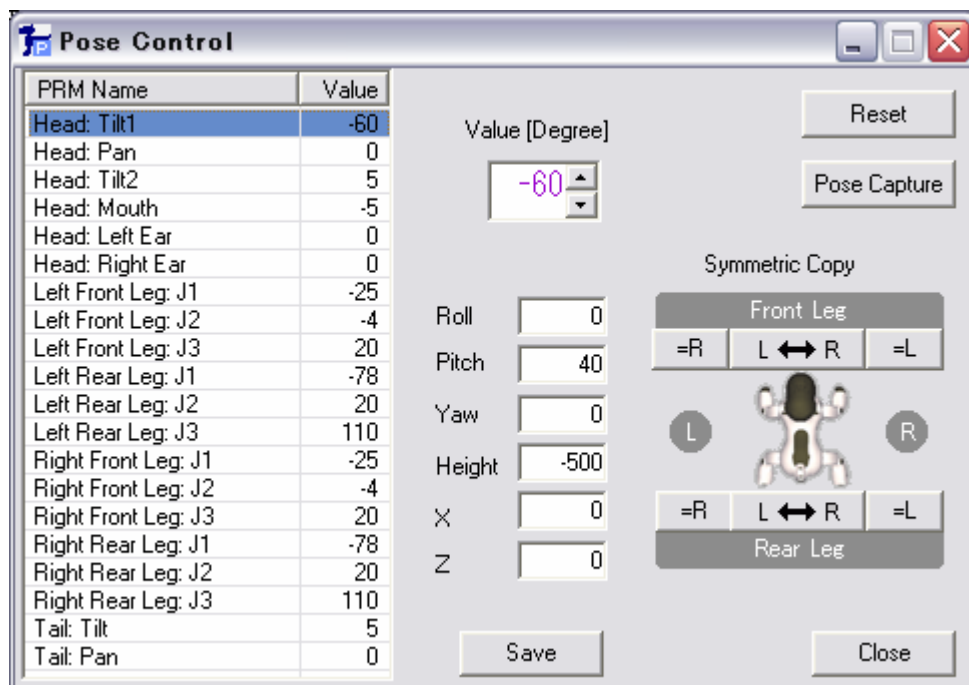 Pose Control
PRM Name Value
Head: Tilt1 -60
Head: Pan 0
Head: Tilt2 5
Head: Mouth -5
Head: Left Ear 0
Head: Right Ear 0
Left Front Leg: J1 -25
Left Front Leg: J2 -4
Left Front Leg: J3 20
Left Rear Leg: J1 -78
Left Rear Leg: J2 20
Left Rear Leg: J3 110
Right Front Leg: J1 -25
Right Front Leg: J2 -4
Right Front Leg: J3 20
Right Rear Leg: J1 -78
Right Rear Leg: J2 20
Right Rear Leg: J3 110
Tail: Tilt 5
Tail: Pan 0
Value [Degree]
-60
Roll 0
Pitch 40
Yaw 0
Height -500
X 0
Z 0
Save
Reset
Pose Capture
Symmetric Copy
Front Leg
=R L ↔ R =L
L R
=R L ↔ R =L
Rear Leg
Close